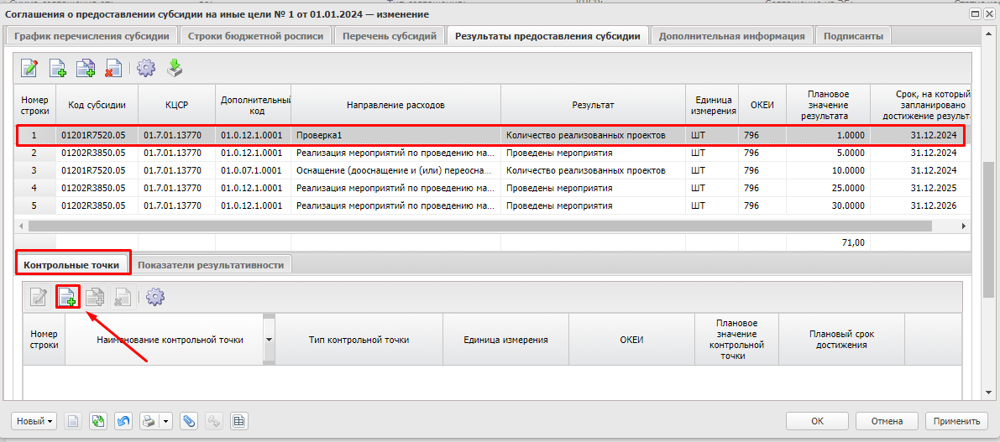 Соглашения о предоставлении субсидии на иные цели № 1 от 01.01.2024 — изменение
График перечисления субсидии Строки бюджетной росписи Перечень субсидий Результаты предоставления субсидии Дополнительная информация Подписанты
Номер строки Код субсидии КЦСР Дополнительный код Направление расходов Результат Единица измерения ОКЕИ Плановое значение результата Срок, на который запланировано достижение результ
1 01201R7520.05 01.7.01.13770 01.0.12.1.0001 Проверка1 Количество реализованных проектов ШТ 796 1.0000 31.12.2024
2 01202R3850.05 01.7.01.13770 01.0.12.1.0001 Реализация мероприятий по проведению ма... Проведены мероприятия ШТ 796 5.0000 31.12.2024
3 01201R7520.05 01.7.01.13770 01.0.07.1.0001 Оснащение (дооснащение и (или) переосна... Количество реализованных проектов ШТ 796 10.0000 31.12.2024
4 01202R3850.05 01.7.01.13770 01.0.12.1.0001 Реализация мероприятий по проведению ма... Проведены мероприятия ШТ 796 25.0000 31.12.2025
5 01202R3850.05 01.7.01.13770 01.0.12.1.0001 Реализация мероприятий по проведению ма... Проведены мероприятия ШТ 796 30.0000 31.12.2026
71,00
Контрольные точки Показатели результативности
Номер строки Наименование контрольной точки Тип контрольной точки Единица измерения ОКЕИ Плановое значение контрольной точки Плановый срок достижения
Новый ОК Отмена Применить